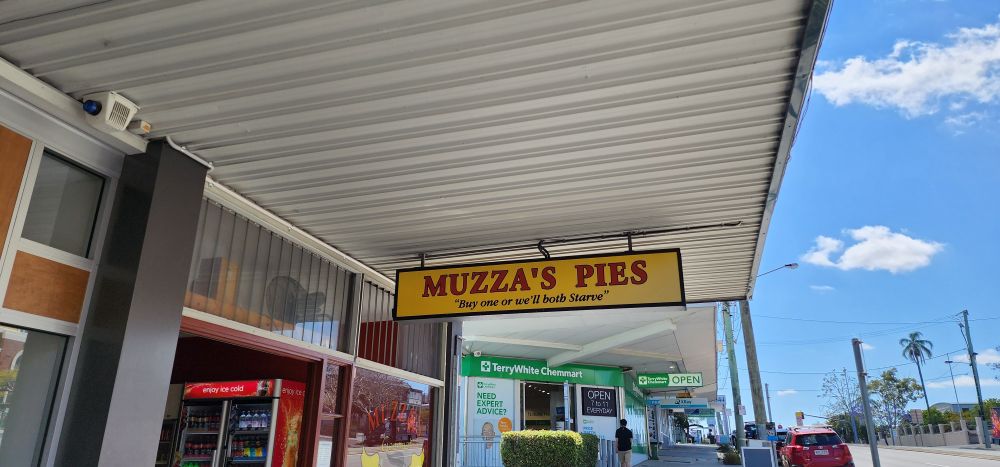 MUZZA'S PIES
"Buy one or we'll both Starve"
TerryWhite Chemmart
TerryWhite Chemmart OPEN
NEED
EXPERT
ADVICE?
OPEN
7 TO 11
EVERYDAY
enjoy ice cold